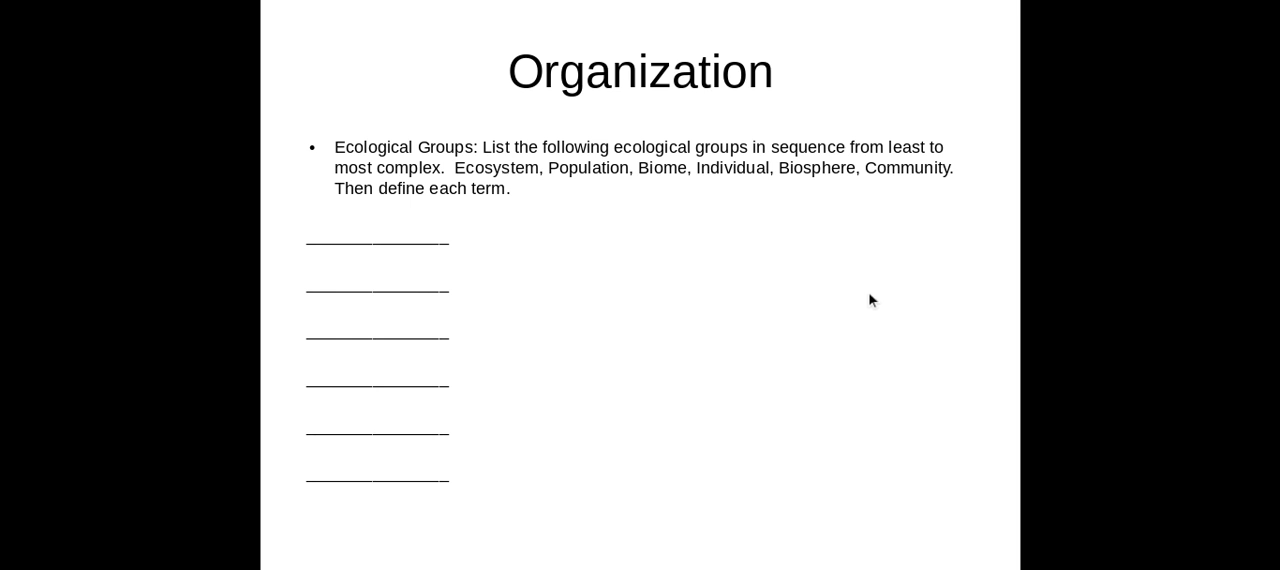 Organization
• Ecological Groups: List the following ecological groups in sequence from least to
most complex.  Ecosystem, Population, Biome, Individual, Biosphere, Community.
Then define each term.
_______________
_______________
_______________
_______________
_______________
_______________